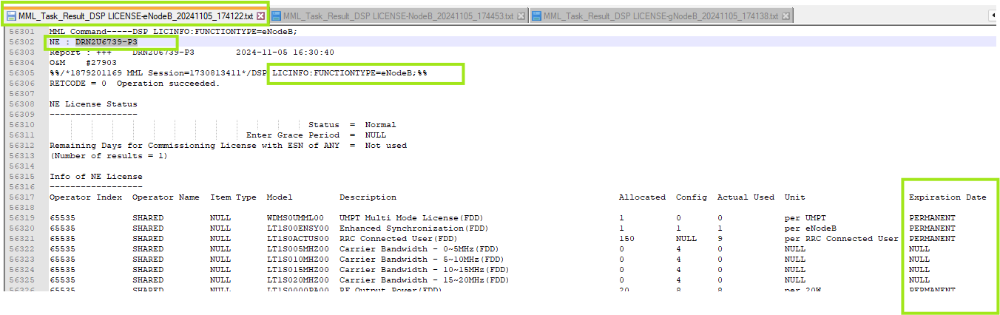 MML_Task_Result_DSP LICENSE-eNodeB_20241105_174122.txt MML_Task_Result_DSP LICENSE-NodeB_20241105_174453.txt MML_Task_Result_DSP LICENSE-gNodeB_20241105_174138.txt
56301 MML Command-----DSP LICINFO:FUNCTIONTYPE=eNodeB;
56302 NE : DRN2U6739-P3
56303 Report : +++ DRN2U6739-P3 2024-11-05 16:30:40
56304 O&M #27903
56305 %%/*1879201169 MML Session=1730813411*/DSP LICINFO:FUNCTIONTYPE=eNodeB;%%
56306 RETCODE = 0 Operation succeeded.
56307
56308 NE License Status
56309 -----------------
56310 Status = Normal
56311 Enter Grace Period = NULL
56312 Remaining Days for Commissioning License with ESN of ANY = Not used
56313 (Number of results = 1)
56314
56315 Info of NE License
56316 ------------------
56317 Operator Index Operator Name Item Type Model Description Allocated Config Actual Used Unit Expiration Date
56318
56319 65535 SHARED NULL WDMS0UMML00 UMPT Multi Mode License(FDD) 1 0 0 per UMPT PERMANENT
56320 65535 SHARED NULL LT1S00ENSY00 Enhanced Synchronization(FDD) 1 1 1 per eNodeB PERMANENT
56321 65535 SHARED NULL LT1S0ACTUS00 RRC Connected User(FDD) 150 NULL 9 per RRC Connected User PERMANENT
56322 65535 SHARED NULL LT1S005MHZ00 Carrier Bandwidth - 0~5MHz(FDD) 0 4 0 NULL NULL
56323 65535 SHARED NULL LT1S010MHZ00 Carrier Bandwidth - 5~10MHz(FDD) 0 4 0 NULL NULL
56324 65535 SHARED NULL LT1S015MHZ00 Carrier Bandwidth - 10~15MHz(FDD) 0 4 0 NULL NULL
56325 65535 SHARED NULL LT1S020MHZ00 Carrier Bandwidth - 15~20MHz(FDD) 0 4 0 NULL NULL
56326 65535 SHARED NULL LT1S0000PA00 RF Output Power(FDD) 20 8 8 per 20W PERMANENT